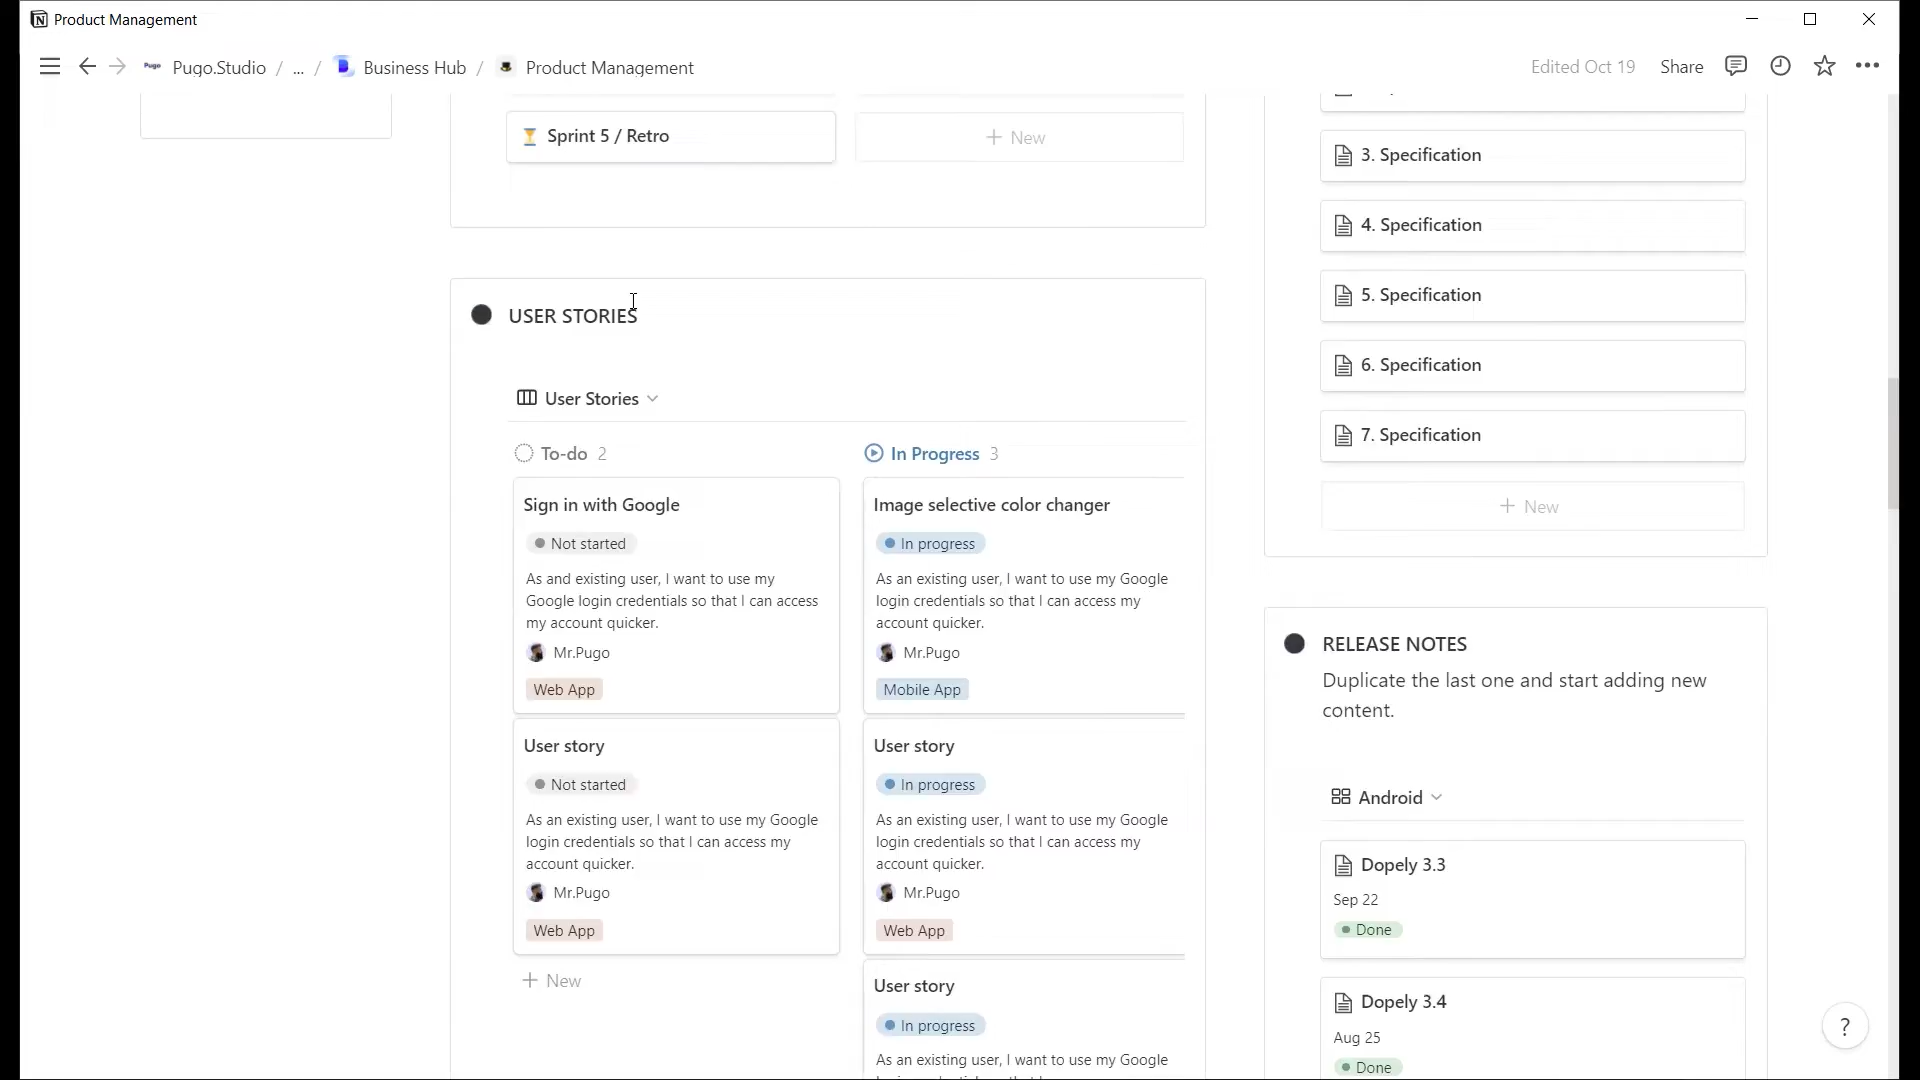 Product Management
Pugo.Studio / ... / Business Hub / Product Management
Edited Oct 19 Share
Sprint 5 / Retro
New
USER STORIES
User Stories
To-do 2
Sign in with Google
Not started
As and existing user, I want to use my
Google login credentials so that I can access
my account quicker.
Mr.Pugo
Web App
User story
Not started
As an existing user, I want to use my Google
login credentials so that I can access my
account quicker.
Mr.Pugo
Web App
New
In Progress 3
Image selective color changer
In progress
As an existing user, I want to use my Google
login credentials so that I can access my
account quicker.
Mr.Pugo
Mobile App
User story
In progress
As an existing user, I want to use my Google
login credentials so that I can access my
account quicker.
Mr.Pugo
Web App
User story
In progress
As an existing user, I want to use my Google
3. Specification
4. Specification
5. Specification
6. Specification
7. Specification
New
RELEASE NOTES
Duplicate the last one and start adding new
content.
Android
Dopely 3.3
Sep 22
Done
Dopely 3.4
Aug 25
Done
?